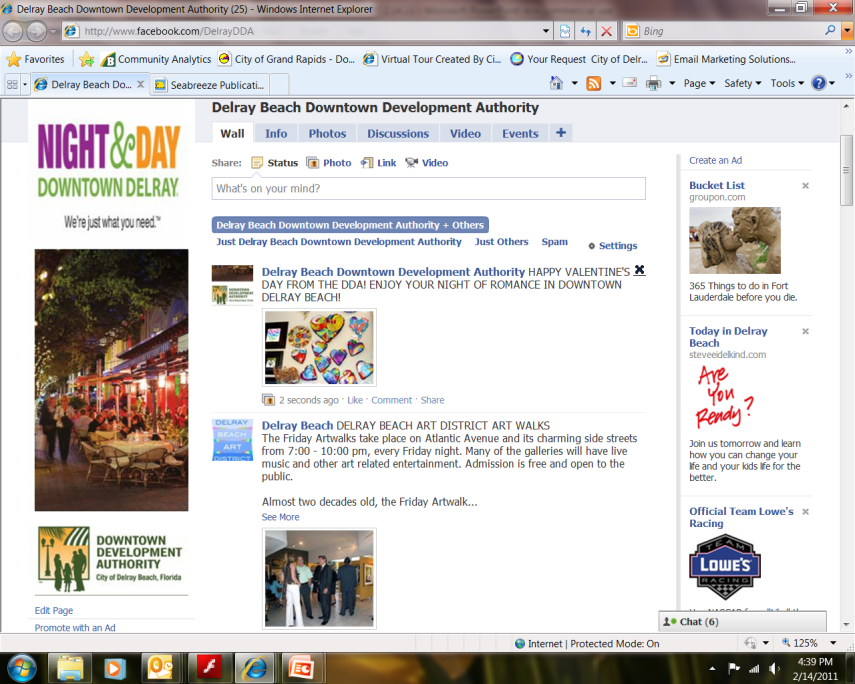 Delray Beach Downtown Development Authority (25) - Windows Internet Explorer
http://www.facebook.com/DelrayDDA
Bing
Favorites
Community Analytics
City of Grand Rapids - Do...
Virtual Tour Created By Ci...
Your Request City of Delr...
Email Marketing Solutions...
Delray Beach Do...
Seabreeze Publicati...
Page
Safety
Tools
Delray Beach Downtown Development Authority
Wall
Info
Photos
Discussions
Video
Events
+
Share:
Status
Photo
Link
Video
What's on your mind?
Delray Beach Downtown Development Authority + Others
Just Delray Beach Downtown Development Authority
Just Others
Spam
Settings
Delray Beach Downtown Development Authority HAPPY VALENTINE'S
DAY FROM THE DDA! ENJOY YOUR NIGHT OF ROMANCE IN DOWNTOWN
DELRAY BEACH!
2 seconds ago · Like · Comment · Share
DELRAY
BEACH
ART
DISTRICT
Delray Beach DELRAY BEACH ART DISTRICT ART WALKS
The Friday Artwalks take place on Atlantic Avenue and its charming side streets
from 7:00 - 10:00 pm, every Friday night. Many of the galleries will have live
music and other art related entertainment. Admission is free and open to the
public.
Almost two decades old, the Friday Artwalk...
See More
NIGHT&DAY
DOWNTOWN DELRAY
We're just what you need.™
DOWNTOWN
DEVELOPMENT
AUTHORITY
City of Delray Beach, Florida
Edit Page
Promote with an Ad
Create an Ad
Bucket List
groupon.com
365 Things to do in Fort
Lauderdale before you die.
Today in Delray
Beach
steveeidelkind.com
Are
You
Ready?
Join us tomorrow and learn
how you can change your
life and your kids life for the
better.
Official Team Lowe's
Racing
TEAM
LOWE'S
RACING
Chat (6)
Internet | Protected Mode: On
125%
4:39 PM
2/14/2011